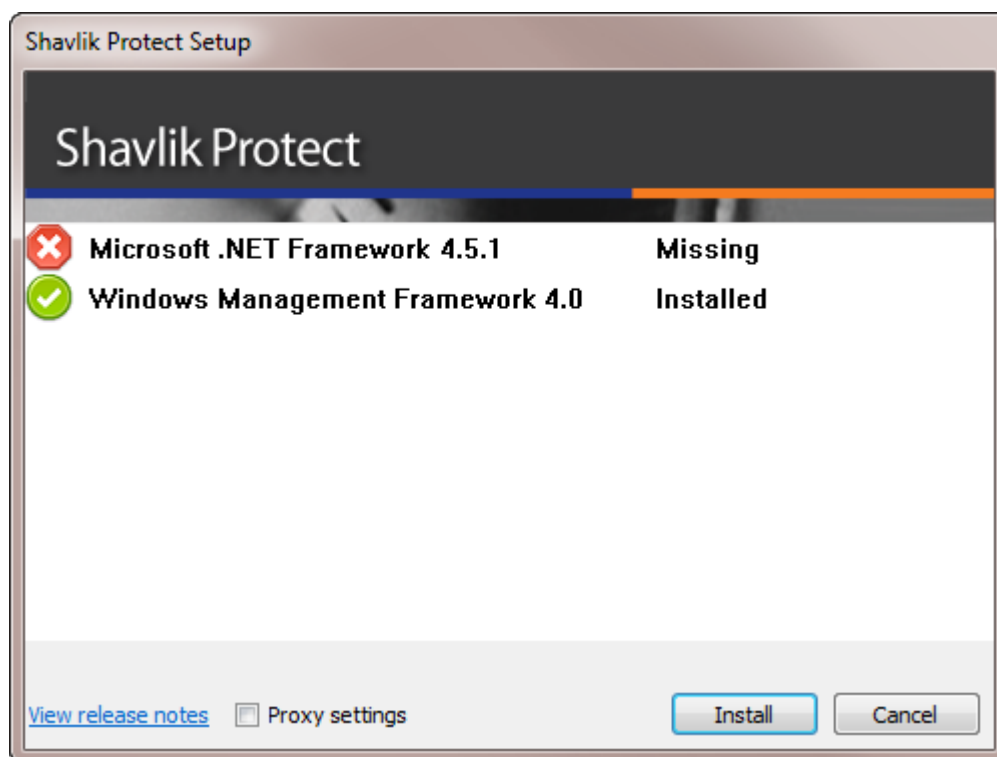 Shavlik Protect Setup
Shavlik Protect
Microsoft .NET Framework 4.5.1 Missing
Windows Management Framework 4.0 Installed
View release notes Proxy settings Install Cancel